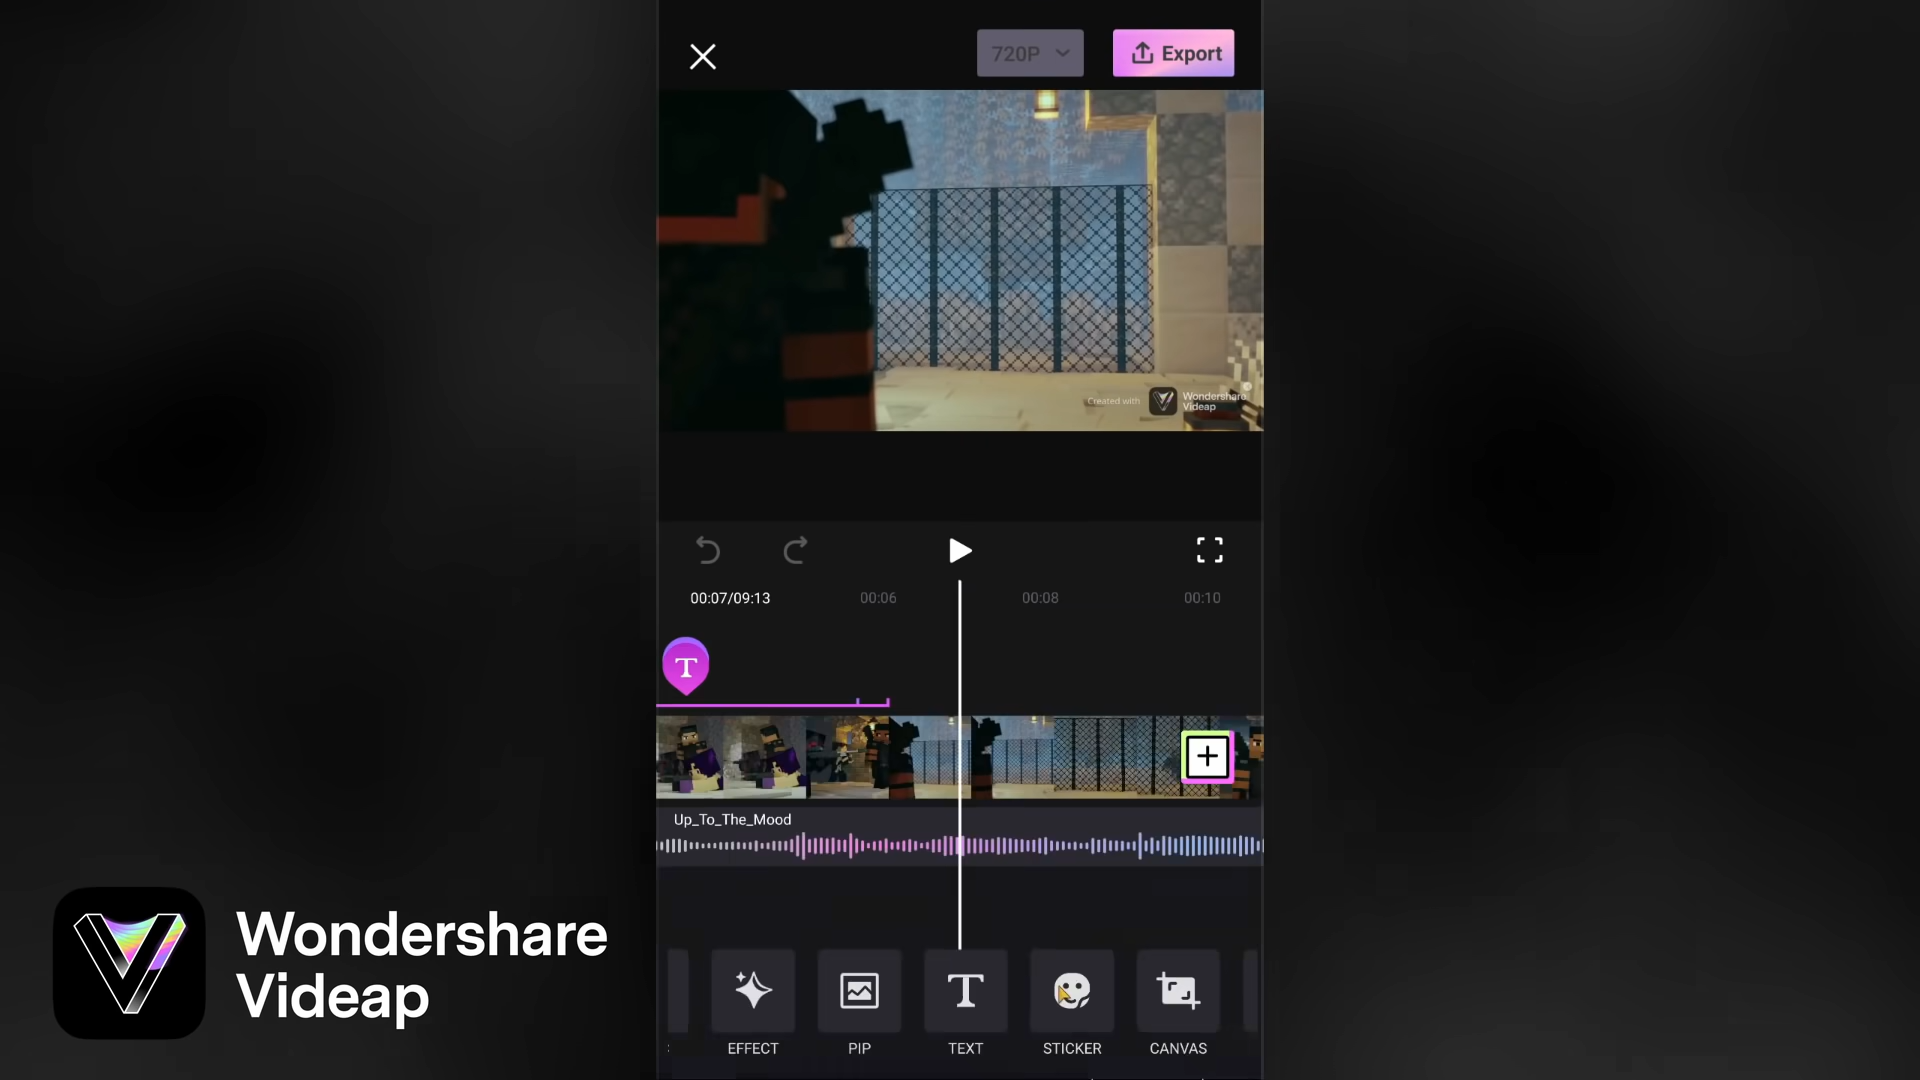 720P
Export
Created with
Wondershare
Videap
00:07/09:13
00:06
00:08
00:10
T
Up_To_The_Mood
EFFECT
PIP
TEXT
STICKER
CANVAS
Wondershare
Videap